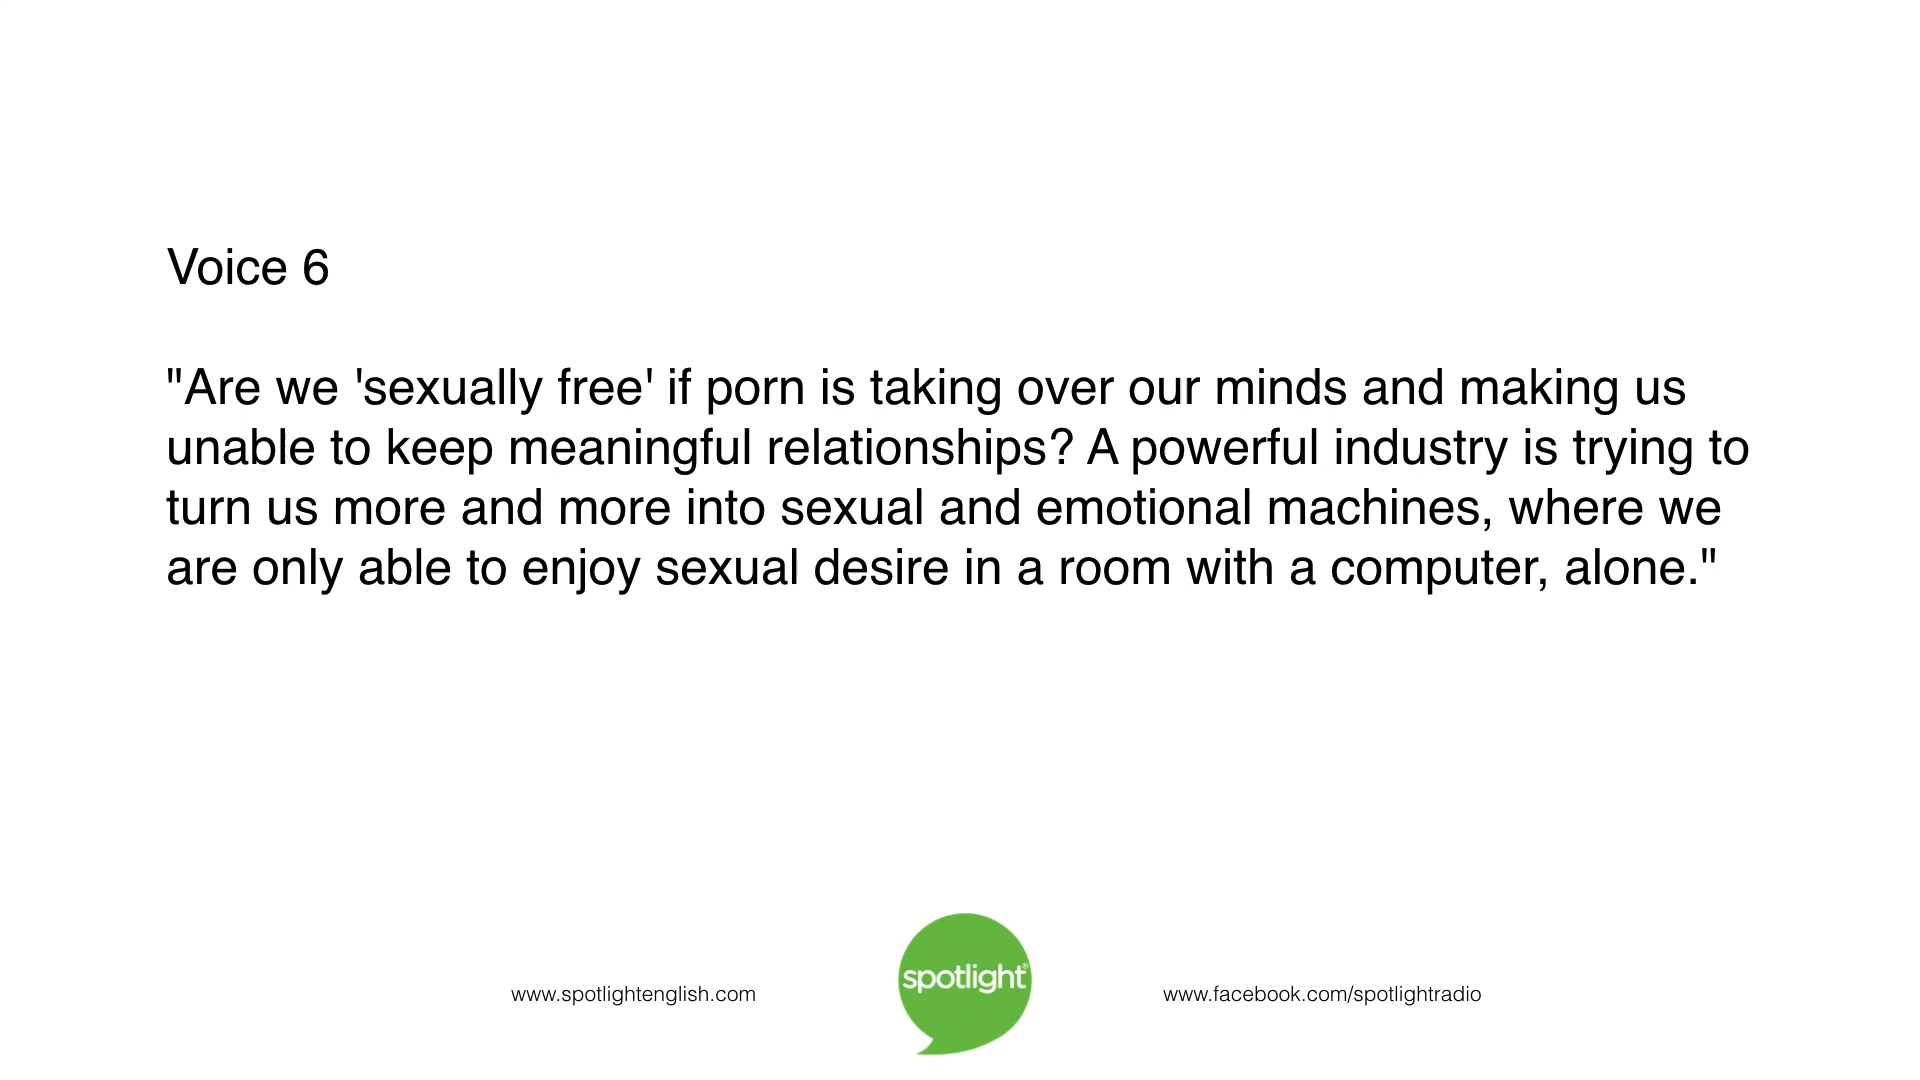 Voice 6
"Are we 'sexually free' if porn is taking over our minds and making us
unable to keep meaningful relationships? A powerful industry is trying to
turn us more and more into sexual and emotional machines, where we
are only able to enjoy sexual desire in a room with a computer, alone."
www.spotlightenglish.com
spotlight®
www.facebook.com/spotlightradio